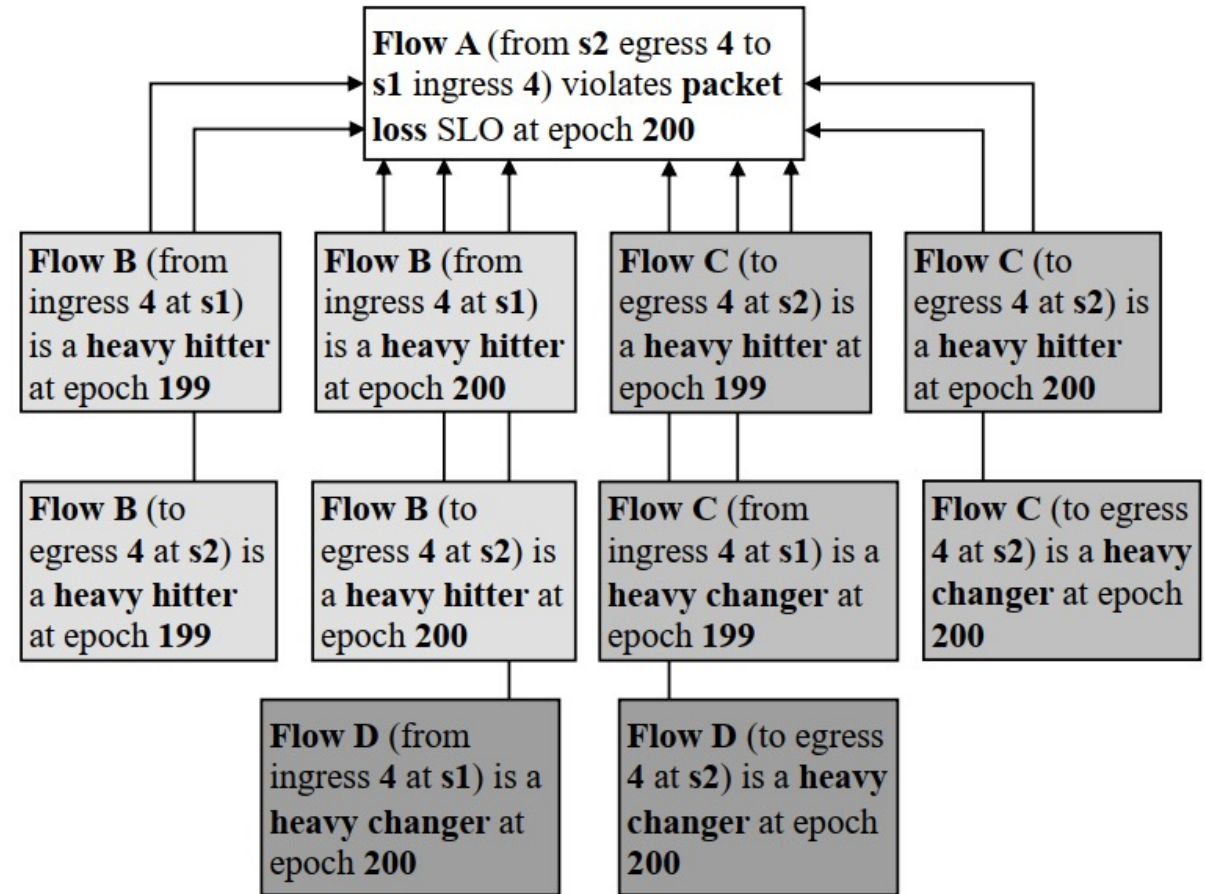 Flow A (from s2 egress 4 to
s1 ingress 4) violates packet
loss SLO at epoch 200
Flow B (from
ingress 4 at s1)
is a heavy hitter
at epoch 199
Flow B (from
ingress 4 at s1)
is a heavy hitter
at epoch 200
Flow C (to
egress 4 at s2) is
a heavy hitter at
epoch 199
Flow C (to
egress 4 at s2) is
a heavy hitter
at epoch 200
Flow B (to
egress 4 at s2) is
a heavy hitter
at epoch 199
Flow B (to
egress 4 at s2) is
a heavy hitter at
epoch 200
Flow C (from
ingress 4 at s1) is a
heavy changer at
epoch 199
Flow C (to egress
4 at s2) is a heavy
changer at epoch
200
Flow D (from
ingress 4 at s1) is a
heavy changer at
epoch 200
Flow D (to egress
4 at s2) is a heavy
changer at epoch
200